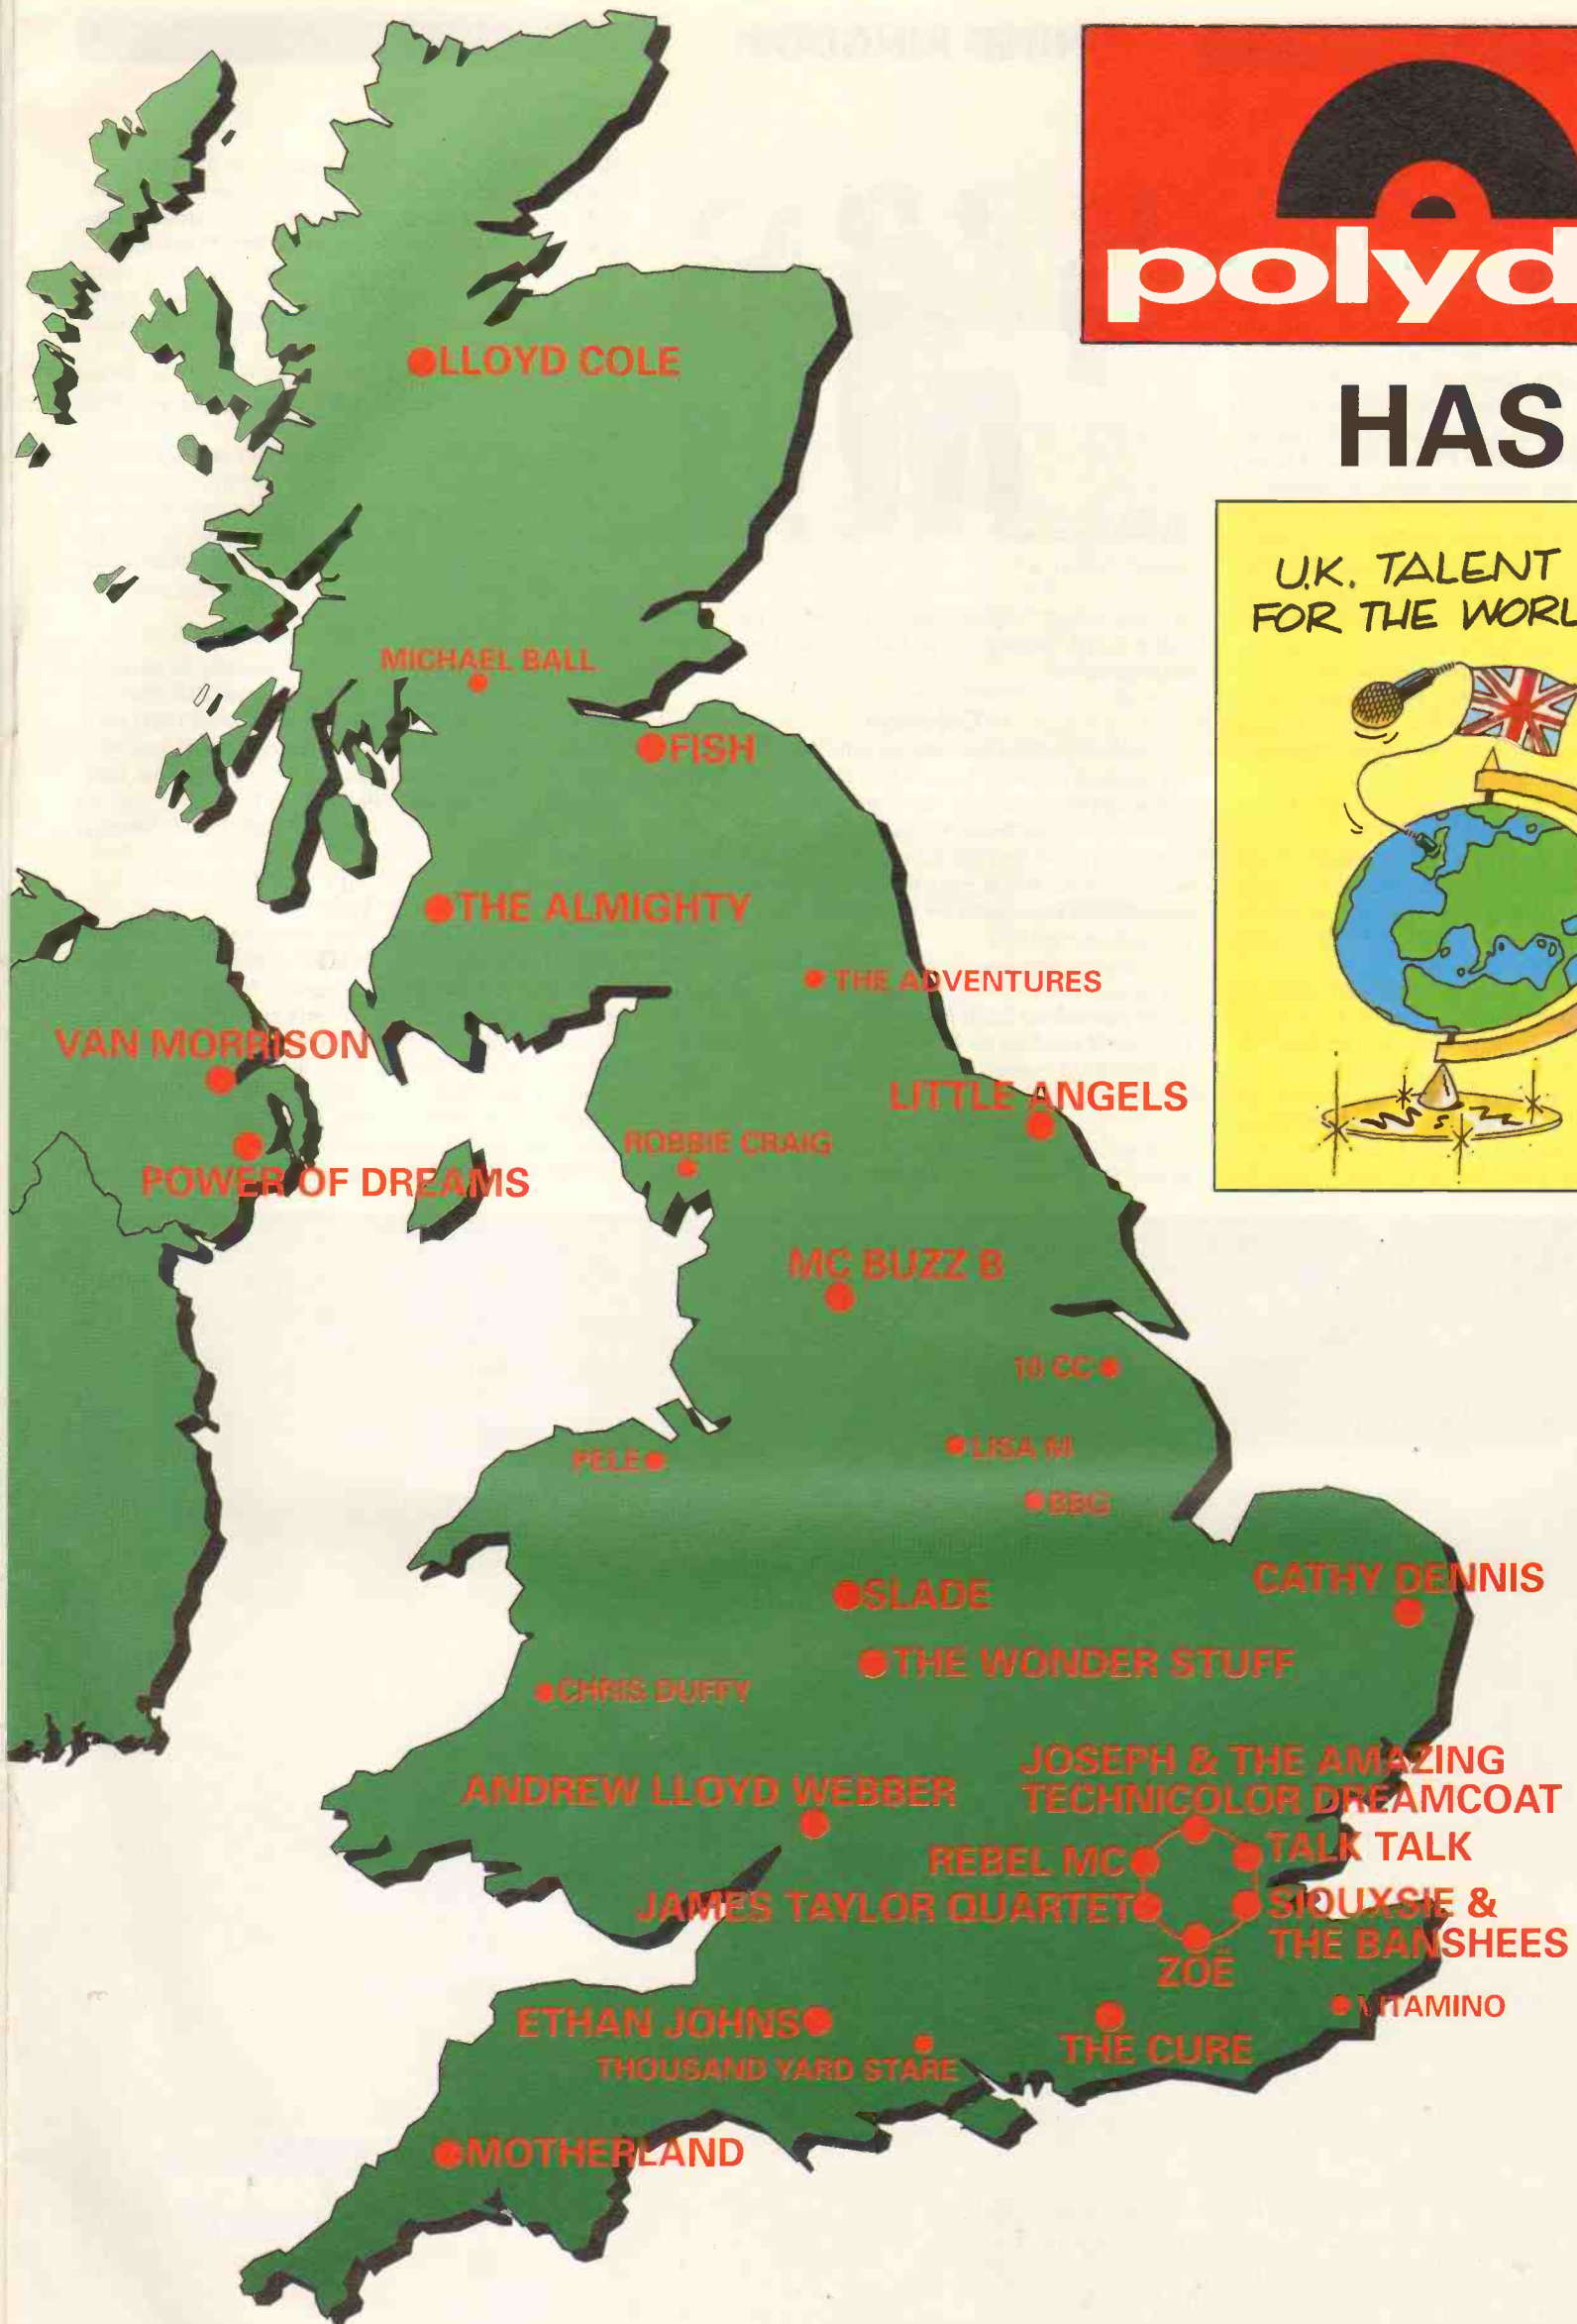 polyd
HAS
U.K. TALENT
FOR THE WORL
LLOYD COLE
MICHAEL BALL
FISH
THE ALMIGHTY
THE ADVENTURES
VAN MORRISON
LITTLE ANGELS
ROBBIE CRAIG
POWER OF DREAMS
MC BUZZ B
10 CC
LISA M
PELE
BBG
CATHY DENNIS
SLADE
THE WONDER STUFF
CHRIS DUFFY
JOSEPH & THE AMAZING
TECHNICOLOR DREAMCOAT
ANDREW LLOYD WEBBER
TALK TALK
REBEL MC
JAMES TAYLOR QUARTET
SIOUXSIE &
THE BANSHEES
ZOË
VITAMINO
ETHAN JOHNS
THE CURE
THOUSAND YARD STARE
MOTHERLAND